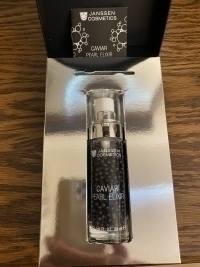 JANSSEN
COSMETICS
CAVIAR
PEARL ELIXIR
JANSSEN
COSMETICS
CAVIAR
PEARL ELIXIR